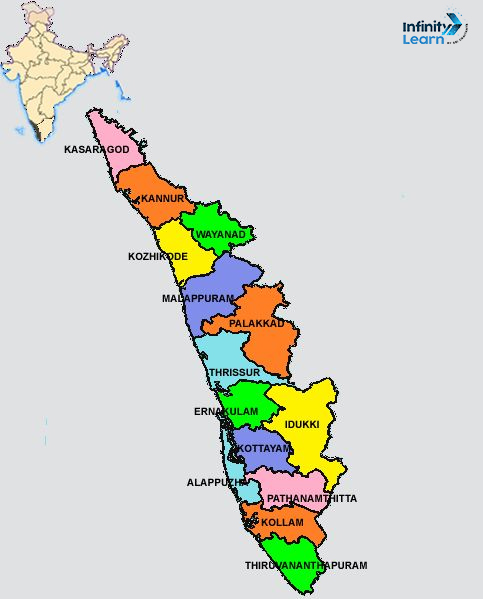 Infinity
Learn
KASARAGOD
KANNUR
WAYANAD
KOZHIKODE
MALAPPURAM
PALAKKAD
THRISSUR
ERNAKULAM
IDUKKI
KOTTAYAM
ALAPPUZHA
PATHANAMTHITTA
KOLLAM
THIRUVANANTHAPURAM